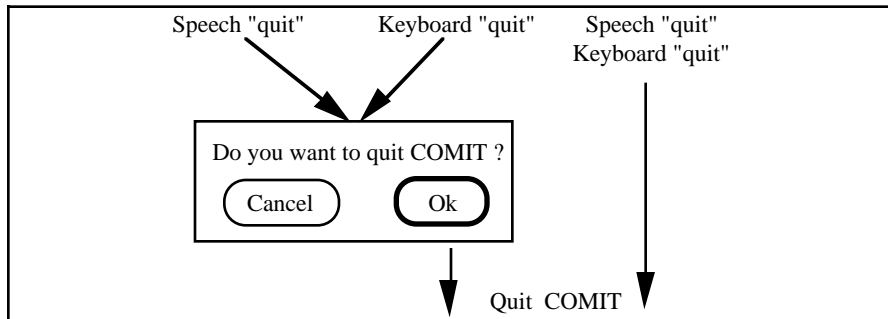 Speech "quit" Keyboard "quit" Speech "quit"
Keyboard "quit"
Do you want to quit COMIT ?
Cancel Ok
Quit COMIT